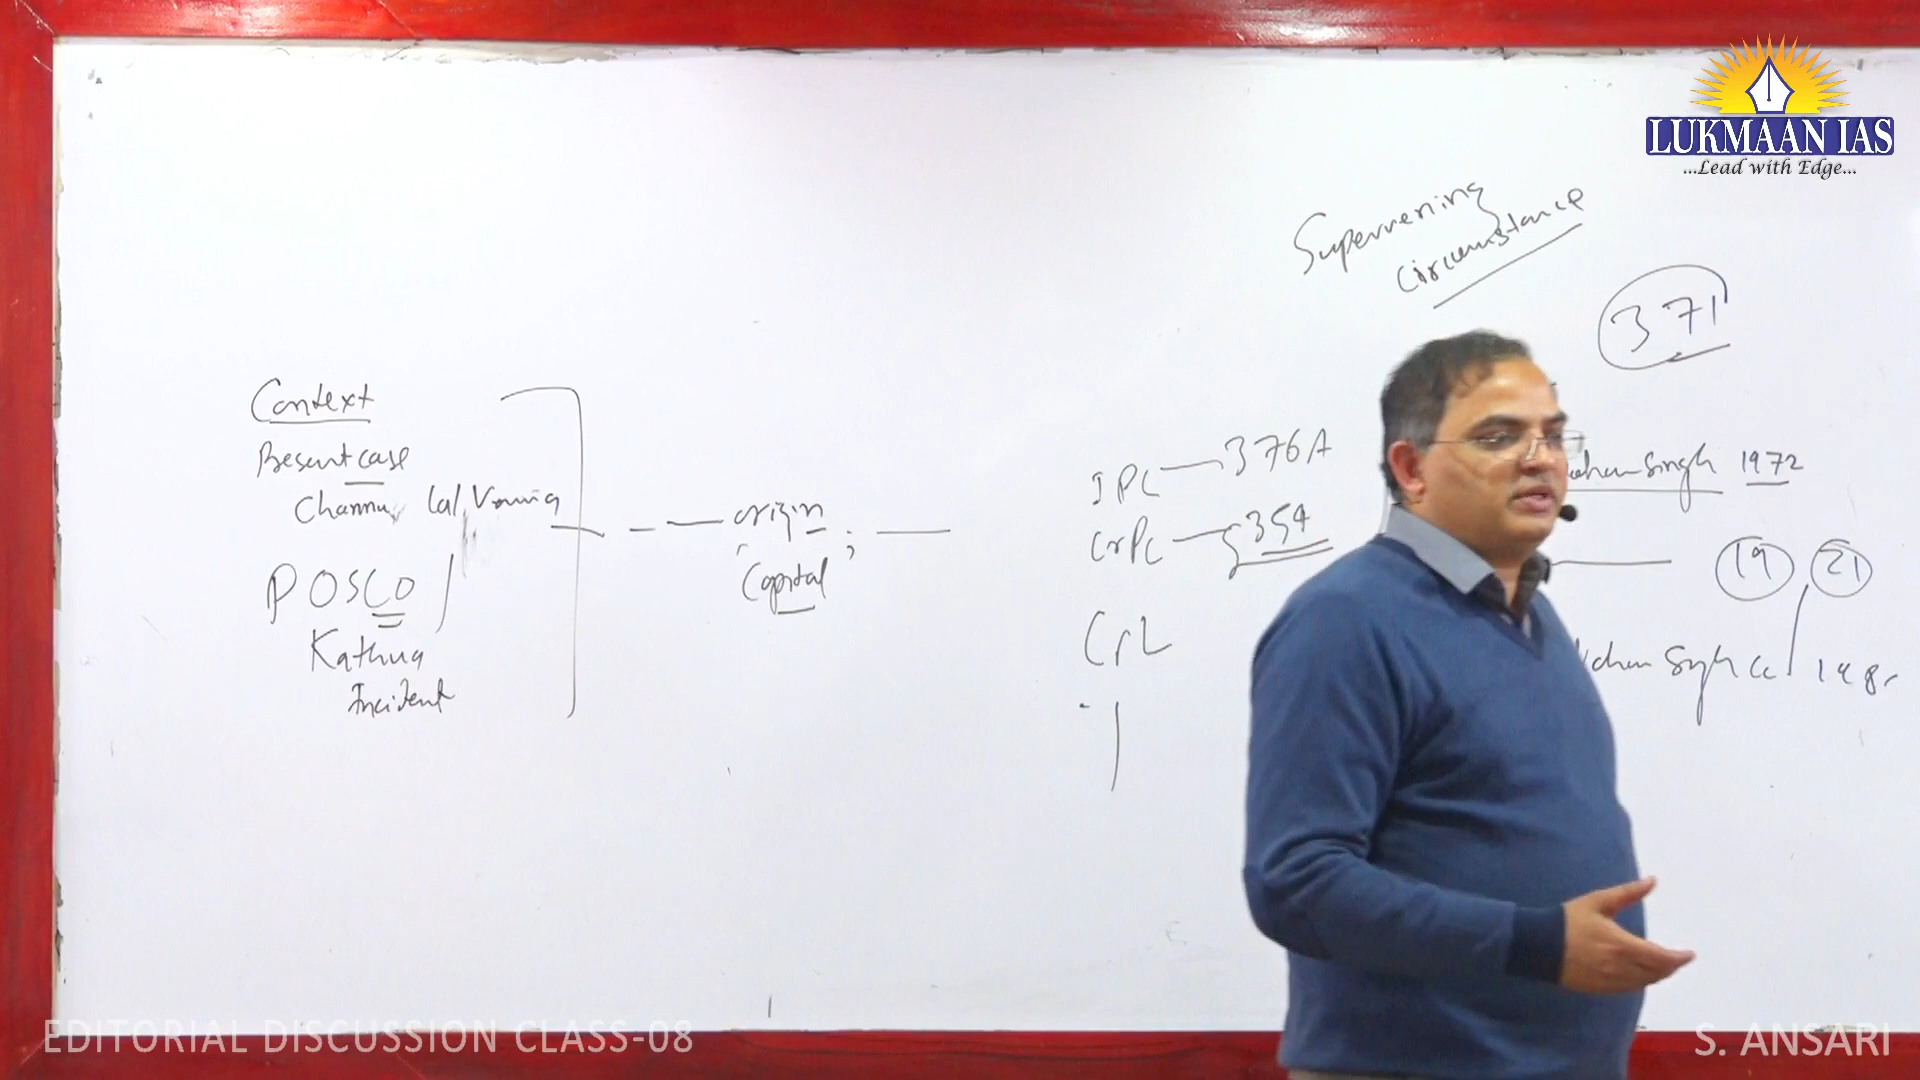 LUKMAAN IAS
...Lead with Edge...
Supervening
circumstance
371
Context
Present case
Channu lal Verma
POSCO
Kathua
Incident
origin
Capital
IPC 376A
CrPC 354
CrL
Singh 1972
19 21
Singh
EDITORIAL DISCUSSION CLASS-08
S. ANSARI